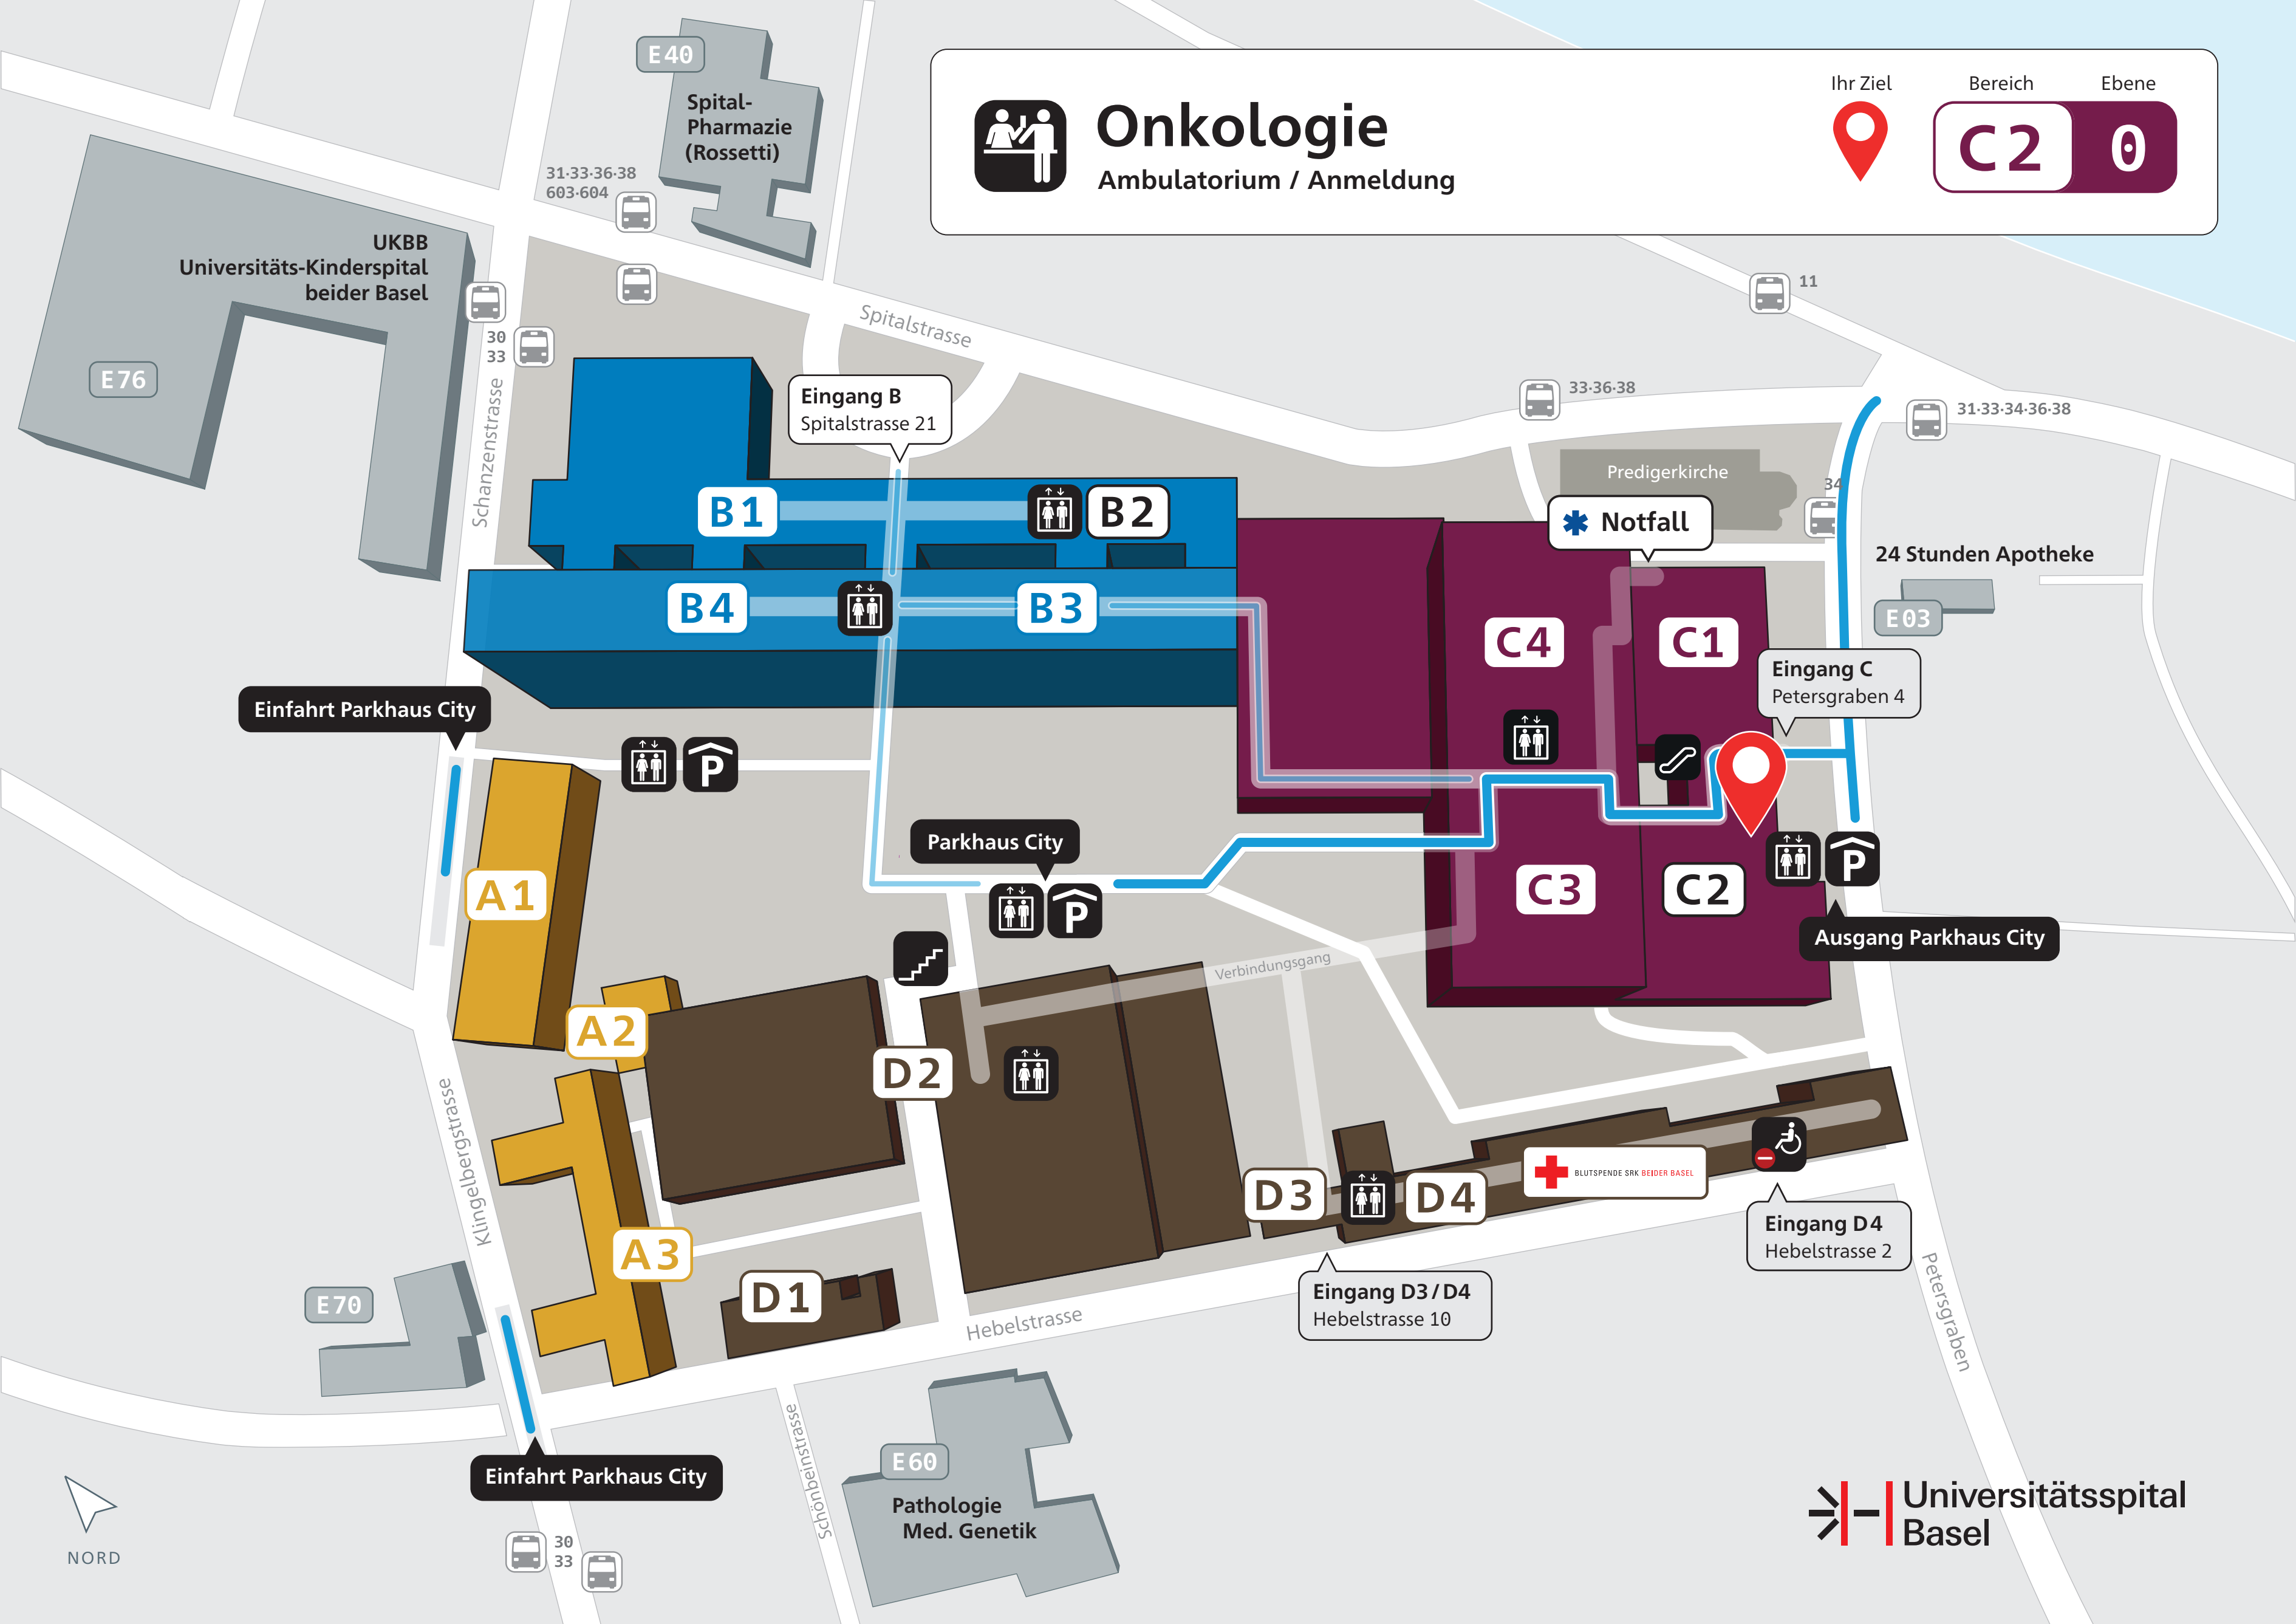 E40
Spital-
Pharmazie
(Rossetti)
Onkologie
Ambulatorium / Anmeldung
Ihr Ziel
Bereich
Ebene
C2
0
31·33·36·38
603·604
UKBB
Universitäts-Kinderspital
beider Basel
E76
30
33
Schanzenstrasse
Spitalstrasse
11
33·36·38
31·33·34·36·38
Eingang B
Spitalstrasse 21
Predigerkirche
34
Notfall
B1
B2
B4
B3
24 Stunden Apotheke
E03
C4
C1
Eingang C
Petersgraben 4
Einfahrt Parkhaus City
P
Parkhaus City
P
A1
C3
C2
P
Ausgang Parkhaus City
Verbindungsgang
A2
D2
Klingelbergstrasse
D3
D4
BLUTSPENDE SRK BEIDER BASEL
Eingang D4
Hebelstrasse 2
A3
D1
E70
Eingang D3/D4
Hebelstrasse 10
Hebelstrasse
Petersgraben
Einfahrt Parkhaus City
Schönbeinstrasse
E60
Pathologie
Med. Genetik
NORD
30
33
Universitätsspital
Basel